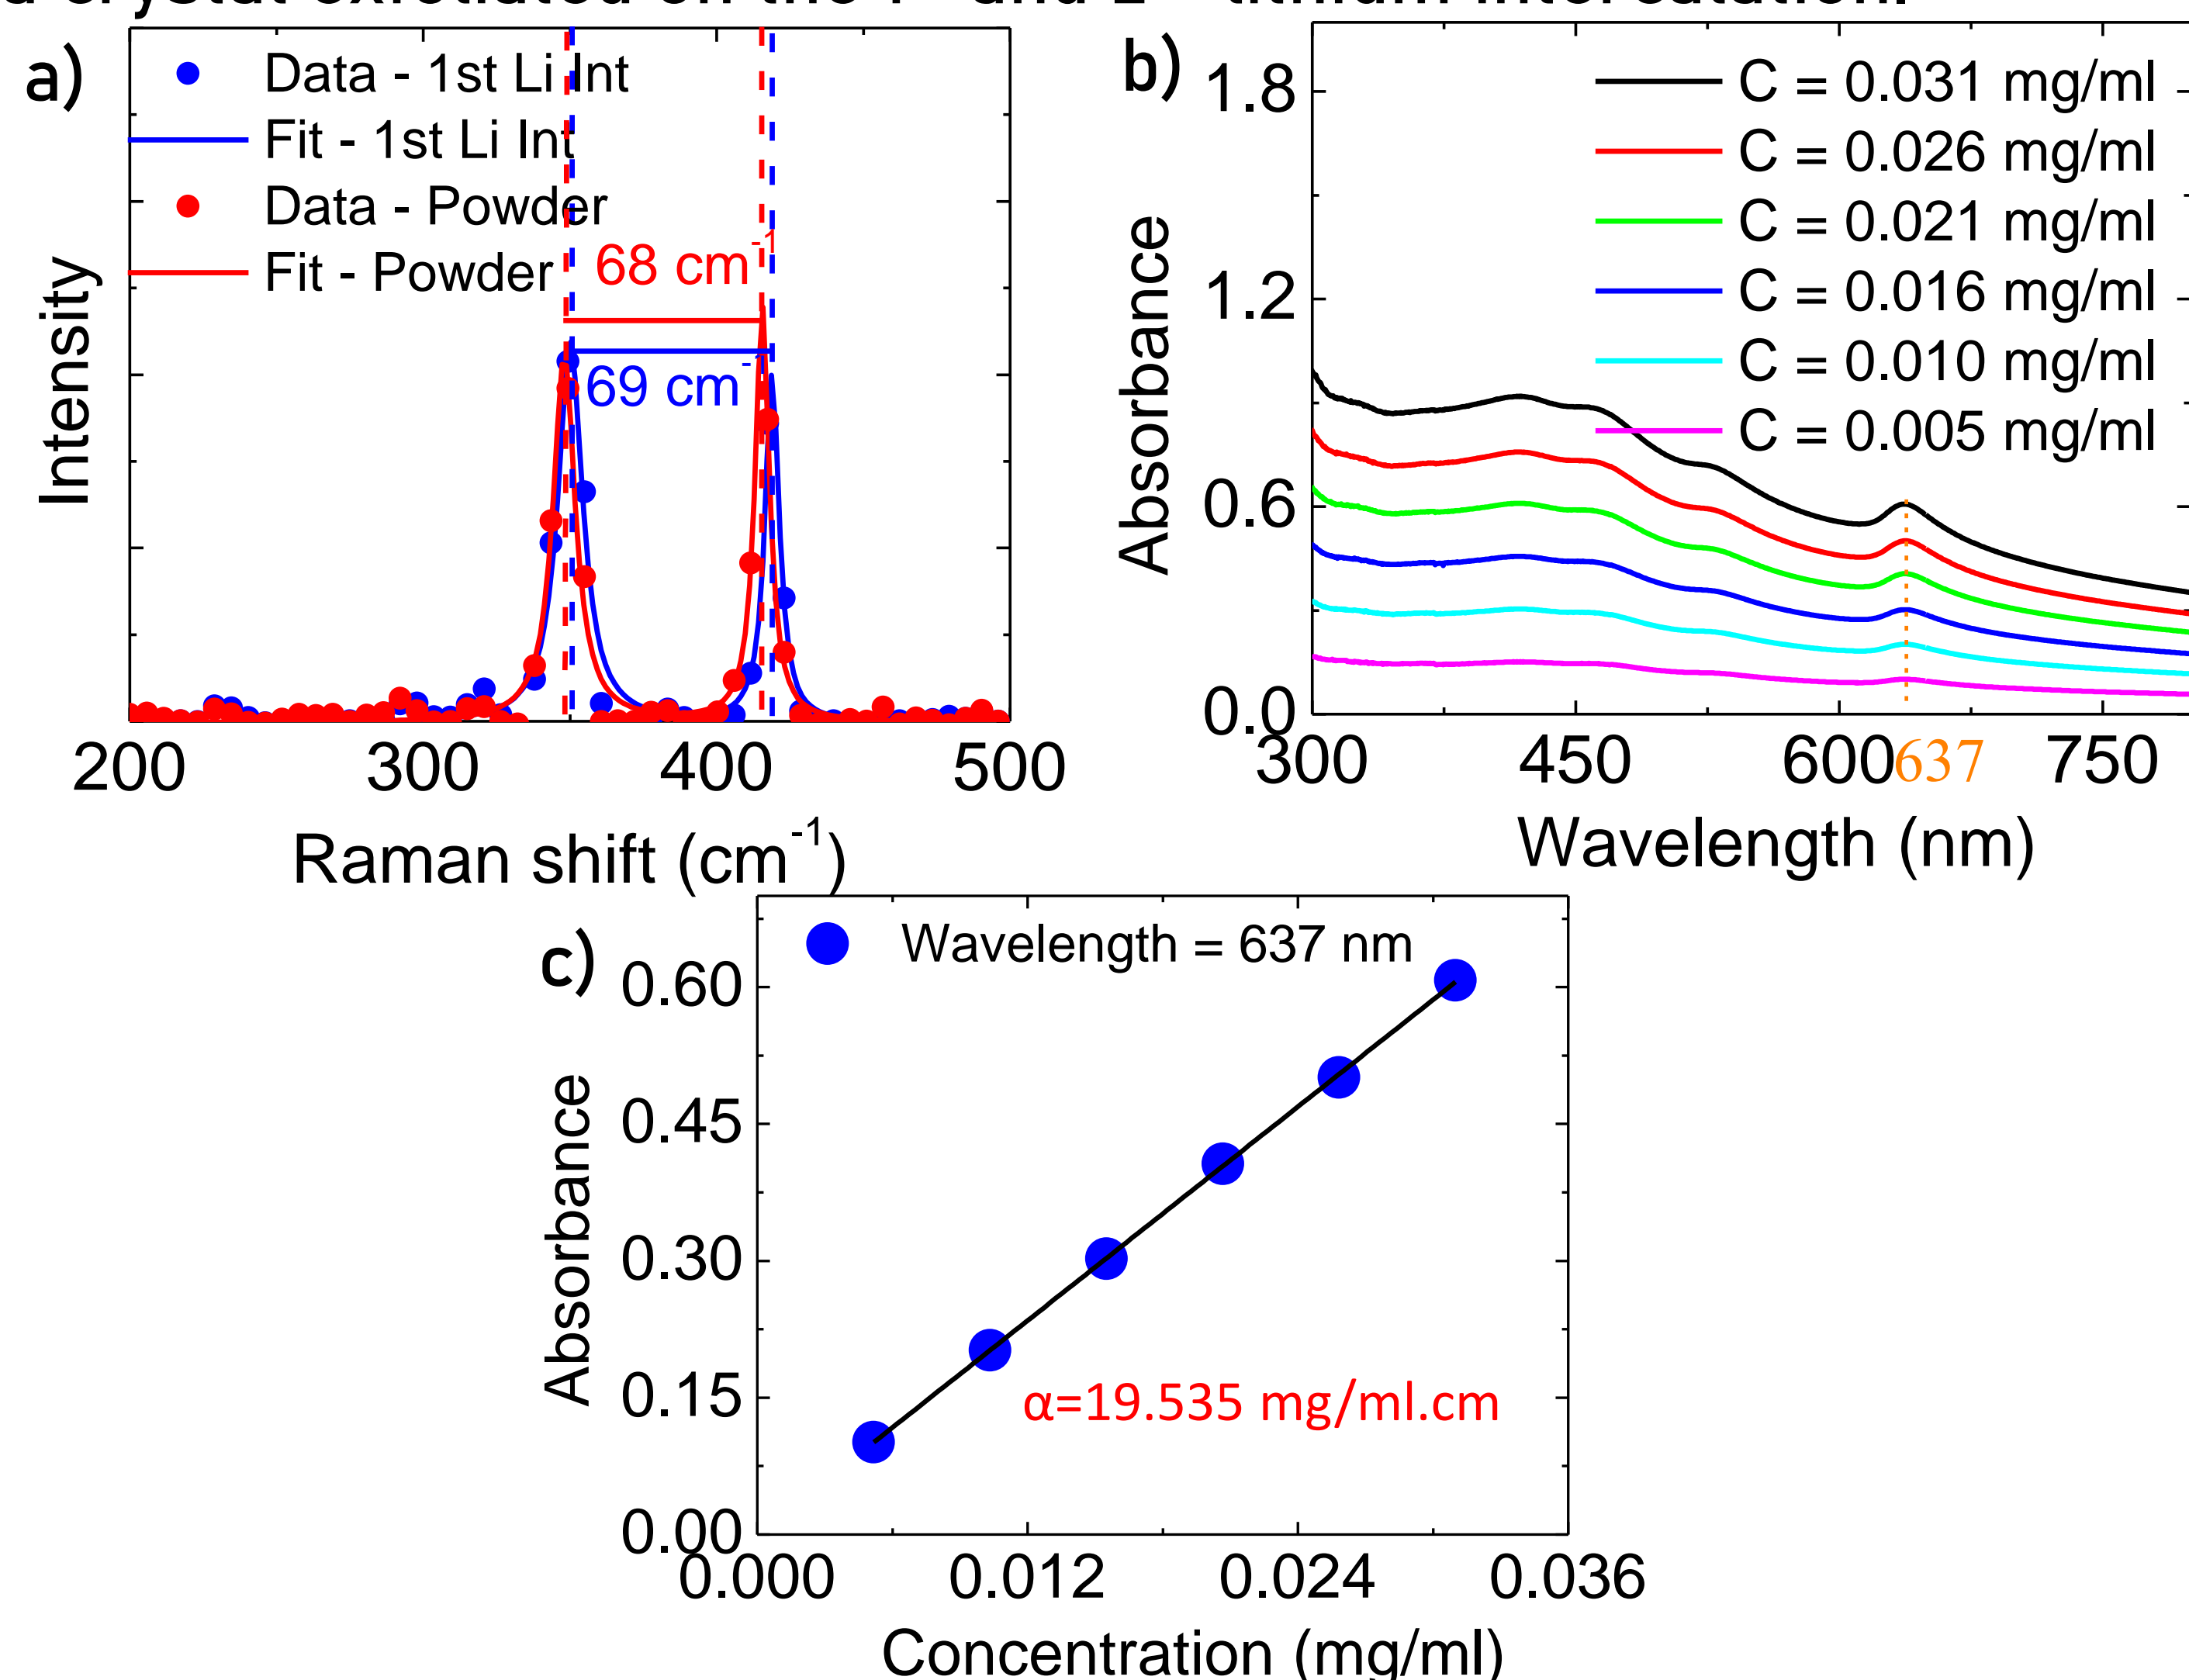 a)
Data - 1st Li Int
Fit - 1st Li Int
Data - Powder
Fit - Powder
68 cm-1
69 cm-1
Intensity
200 300 400 500
Raman shift (cm-1)
b)
C = 0.031 mg/ml
C = 0.026 mg/ml
C = 0.021 mg/ml
C = 0.016 mg/ml
C = 0.010 mg/ml
C = 0.005 mg/ml
1.8
1.2
0.6
0.0
Absorbance
300 450 600 637 750
Wavelength (nm)
c)
Wavelength = 637 nm
0.60
0.45
0.30
0.15
0.00
Absorbance
α=19.535 mg/ml.cm
0.000 0.012 0.024 0.036
Concentration (mg/ml)